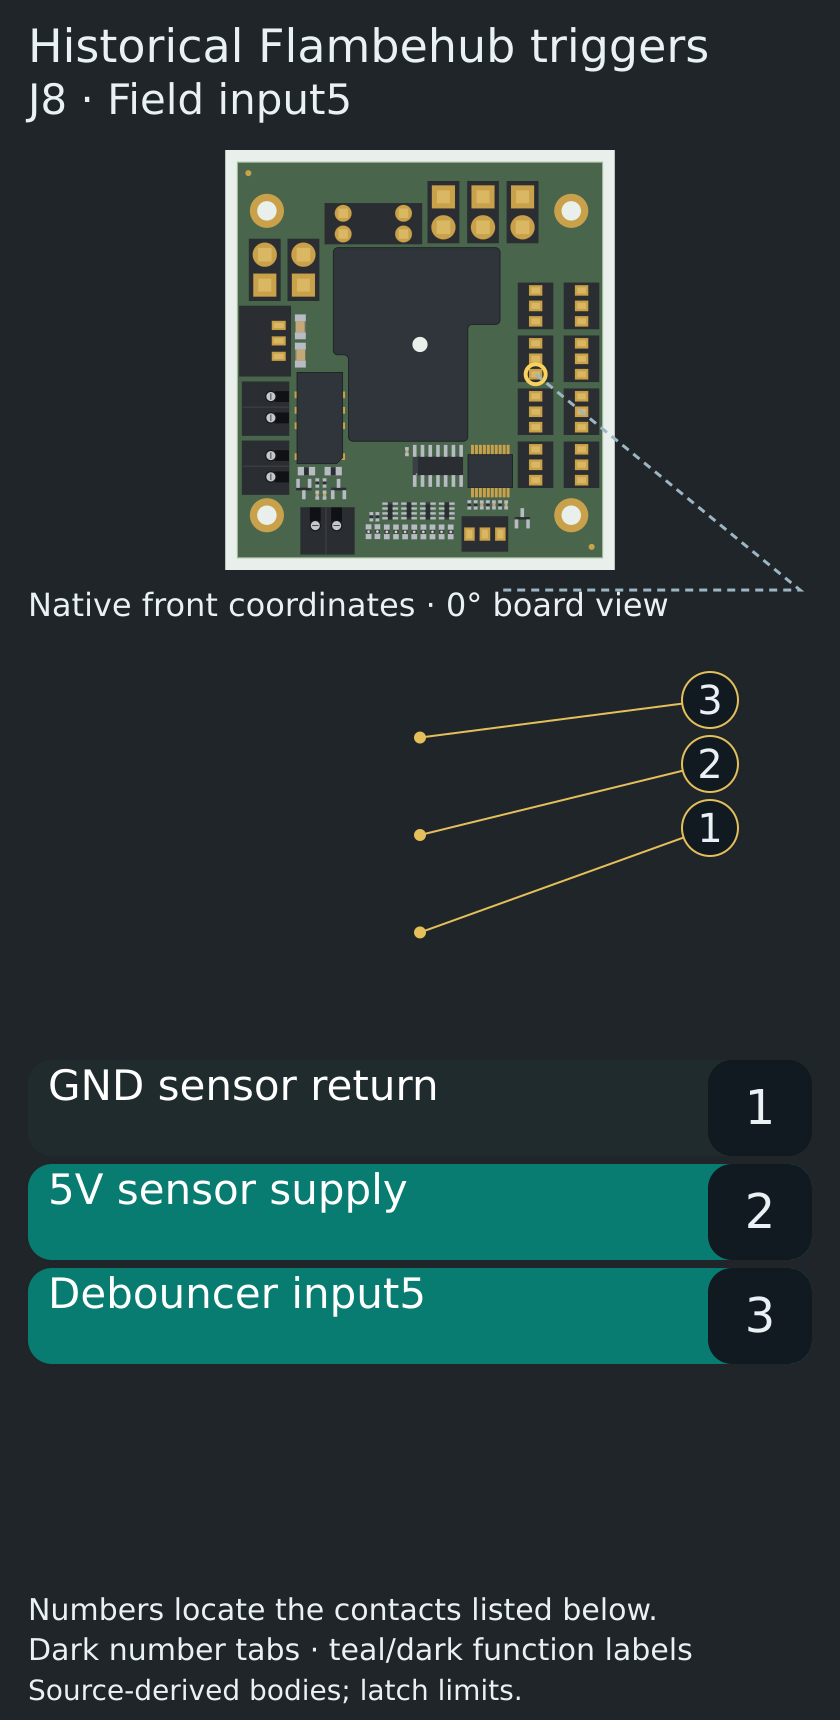 Historical Flambehub triggers
J8 · Field input5
Native front coordinates · 0° board view
3
2
1
GND sensor return 1
5V sensor supply 2
Debouncer input5 3
Numbers locate the contacts listed below.
Dark number tabs · teal/dark function labels
Source-derived bodies; latch limits.